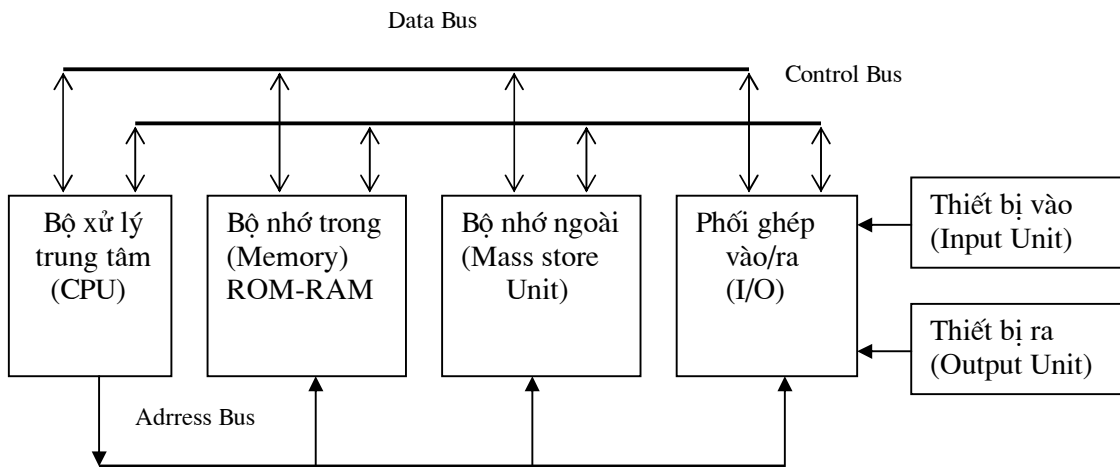 Data Bus
Control Bus
Bộ xử lý
trung tâm
(CPU)
Bộ nhớ trong
(Memory)
ROM-RAM
Bộ nhớ ngoài
(Mass store
Unit)
Phối ghép
vào/ra
(I/O)
Thiết bị vào
(Input Unit)
Thiết bị ra
(Output Unit)
Adrress Bus